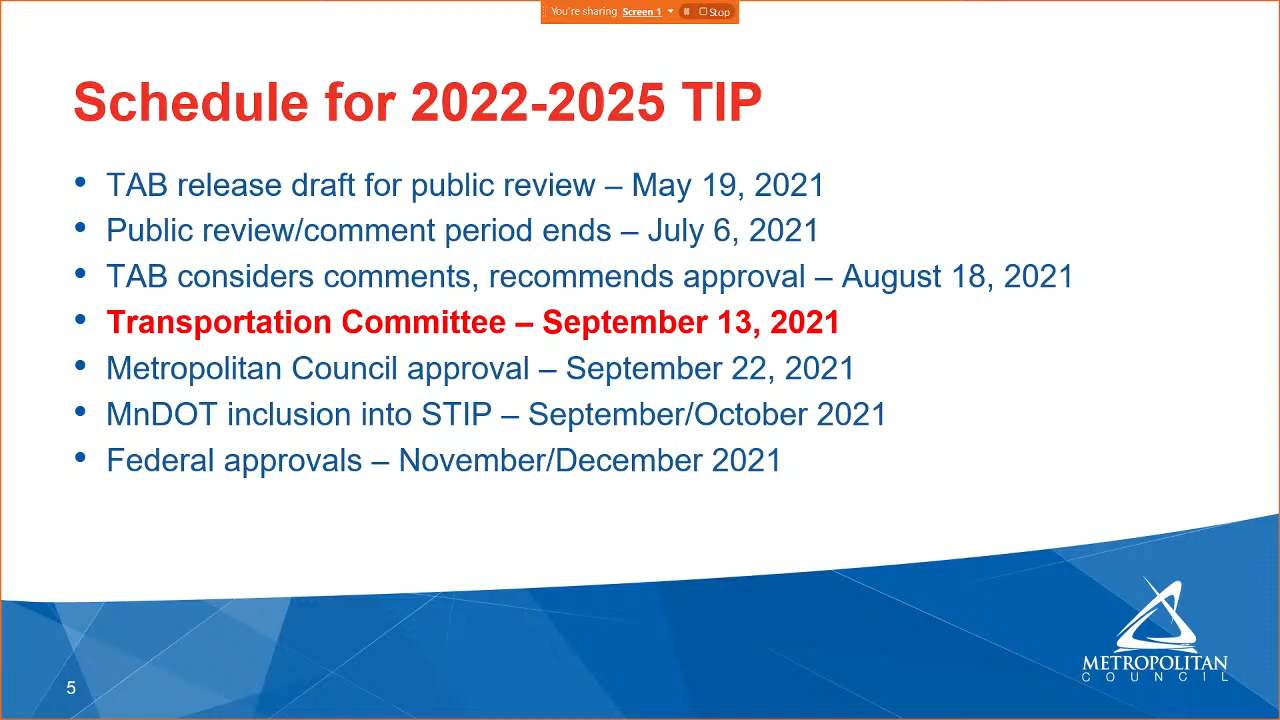 You're sharing Screen 1 Stop
Schedule for 2022-2025 TIP
• TAB release draft for public review – May 19, 2021
• Public review/comment period ends – July 6, 2021
• TAB considers comments, recommends approval – August 18, 2021
• Transportation Committee – September 13, 2021
• Metropolitan Council approval – September 22, 2021
• MnDOT inclusion into STIP – September/October 2021
• Federal approvals – November/December 2021
METROPOLITAN
COUNCIL
5